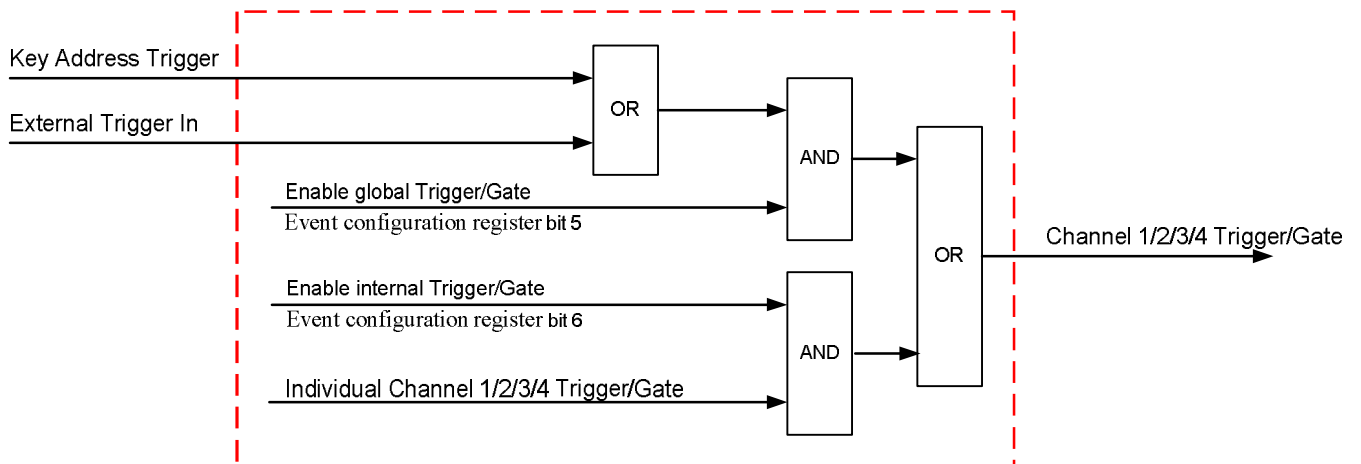 Key Address Trigger
External Trigger In
OR
AND
Enable global Trigger/Gate
Event configuration register bit 5
OR
Channel 1/2/3/4 Trigger/Gate
Enable internal Trigger/Gate
Event configuration register bit 6
AND
Individual Channel 1/2/3/4 Trigger/Gate